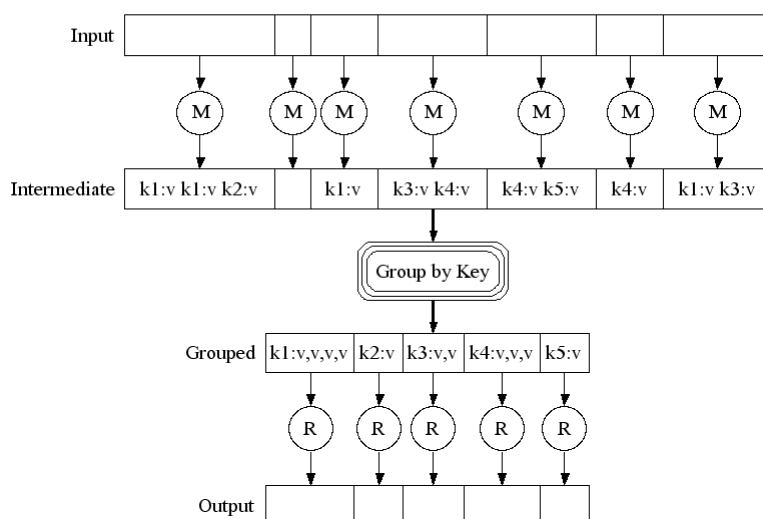 Input
M M M M M M M
Intermediate k1:v k1:v k2:v k1:v k3:v k4:v k4:v k5:v k4:v k1:v k3:v
Group by Key
Grouped k1:v,v,v,v k2:v k3:v,v k4:v,v,v k5:v
R R R R R
Output